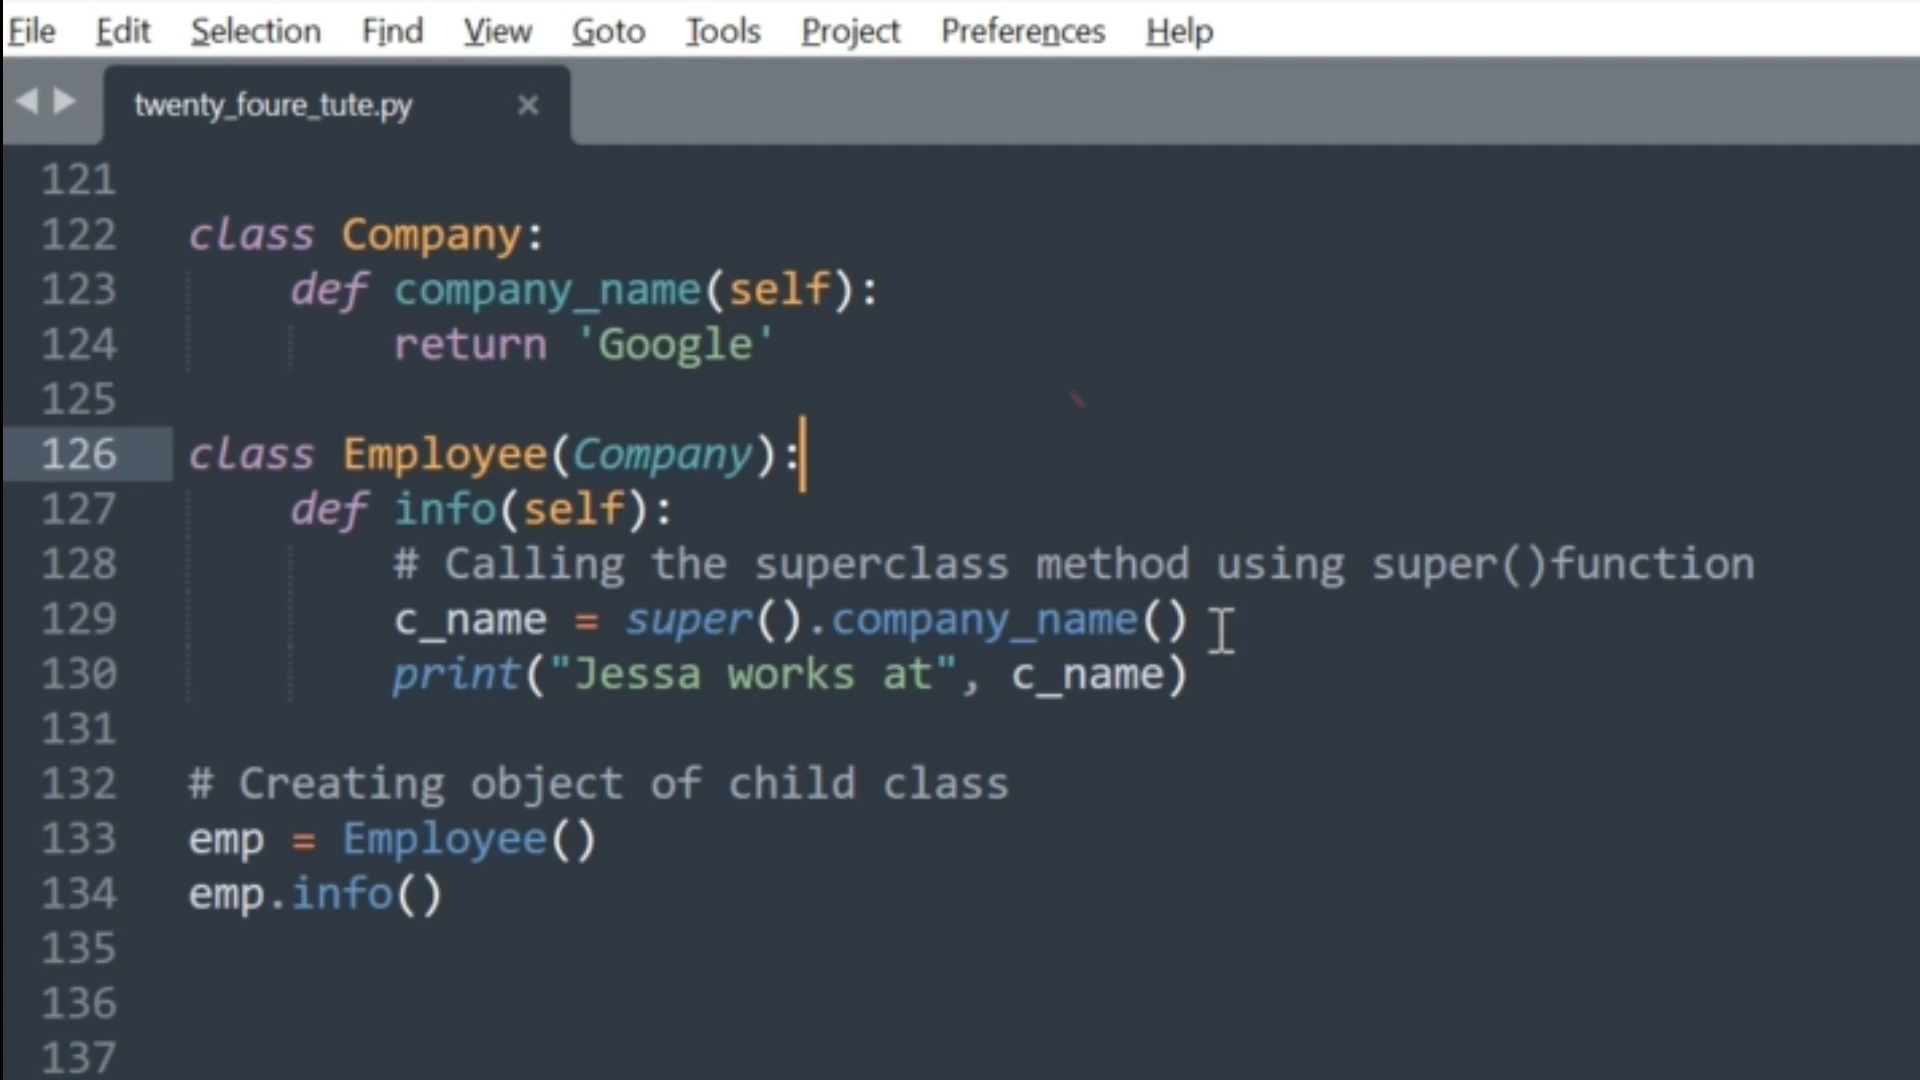 File Edit Selection Find View Goto Tools Project Preferences Help
twenty_foure_tute.py ×
121
122 class Company:
123 def company_name(self):
124 return 'Google'
125
126 class Employee(Company):
127 def info(self):
128 # Calling the superclass method using super()function
129 c_name = super().company_name()
130 print("Jessa works at", c_name)
131
132 # Creating object of child class
133 emp = Employee()
134 emp.info()
135
136
137